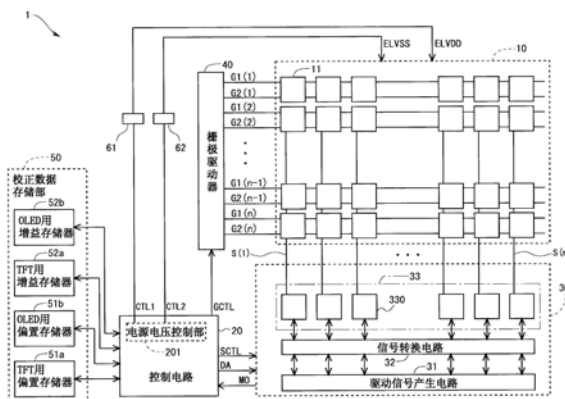 1
ELVSS
ELVDD
10
40
11
G1(1)
G2(1)
G1(2)
G2(2)
栅极驱动器
61
62
50
校正数据
存储部
52b
OLED用
增益存储器
52a
TFT用
增益存储器
51b
OLED用
偏置存储器
51a
TFT用
偏置存储器
G1(n-1)
G2(n-1)
G1(n)
G2(n)
S(1)
33
330
CTL1
CTL2
GCTL
20
电源电压控制部
201
控制电路
SCTL
DA
MO
信号转换电路
32
31
驱动信号产生电路